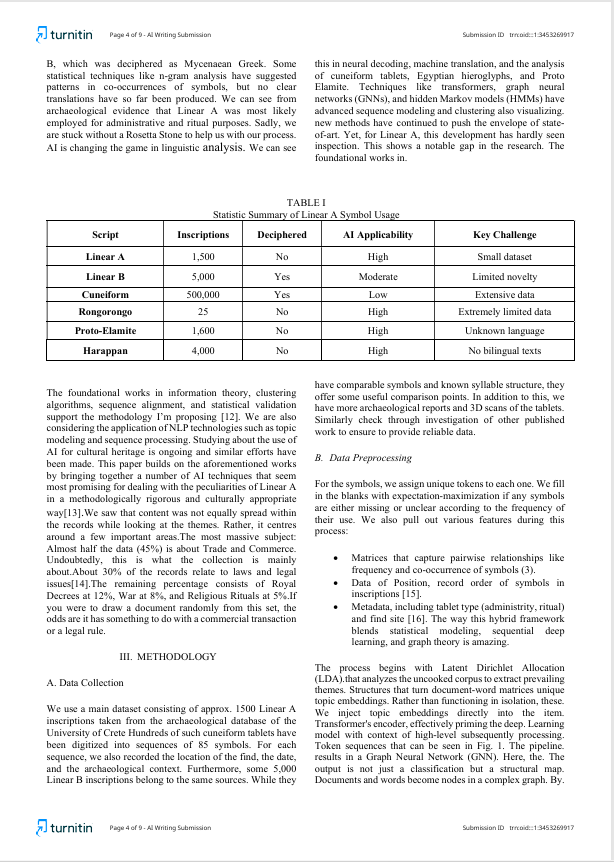 turnitin Page 4 of 9 - AI Writing Submission Submission ID trn:oid:::1:3453269917
B, which was deciphered as Mycenaean Greek. Some
statistical techniques like n-gram analysis have suggested
patterns in co-occurrences of symbols, but no clear
translations have so far been produced. We can see from
archaeological evidence that Linear A was most likely
employed for administrative and ritual purposes. Sadly, we
are stuck without a Rosetta Stone to help us with our process.
AI is changing the game in linguistic analysis. We can see
this in neural decoding, machine translation, and the analysis
of cuneiform tablets, Egyptian hieroglyphs, and Proto
Elamite. Techniques like transformers, graph neural
networks (GNNs), and hidden Markov models (HMMs) have
advanced sequence modeling and clustering also visualizing.
new methods have continued to push the envelope of state-
of-art. Yet, for Linear A, this development has hardly seen
inspection. This shows a notable gap in the research. The
foundational works in.
TABLE I
Statistic Summary of Linear A Symbol Usage
Script Inscriptions Deciphered AI Applicability Key Challenge
Linear A 1,500 No High Small dataset
Linear B 5,000 Yes Moderate Limited novelty
Cuneiform 500,000 Yes Low Extensive data
Rongorongo 25 No High Extremely limited data
Proto-Elamite 1,600 No High Unknown language
Harappan 4,000 No High No bilingual texts
The foundational works in information theory, clustering
algorithms, sequence alignment, and statistical validation
support the methodology I'm proposing [12]. We are also
considering the application of NLP technologies such as topic
modeling and sequence processing. Studying about the use of
AI for cultural heritage is ongoing and similar efforts have
been made. This paper builds on the aforementioned works
by bringing together a number of AI techniques that seem
most promising for dealing with the peculiarities of Linear A
in a methodologically rigorous and culturally appropriate
way[13].We saw that content was not equally spread within
the records while looking at the themes. Rather, it centres
around a few important areas.The most massive subject:
Almost half the data (45%) is about Trade and Commerce.
Undoubtedly, this is what the collection is mainly
about.About 30% of the records relate to laws and legal
issues[14].The remaining percentage consists of Royal
Decrees at 12%, War at 8%, and Religious Rituals at 5%.If
you were to draw a document randomly from this set, the
odds are it has something to do with a commercial transaction
or a legal rule.
III. METHODOLOGY
A. Data Collection
We use a main dataset consisting of approx. 1500 Linear A
inscriptions taken from the archaeological database of the
University of Crete Hundreds of such cuneiform tablets have
been digitized into sequences of 85 symbols. For each
sequence, we also recorded the location of the find, the date,
and the archaeological context. Furthermore, some 5,000
Linear B inscriptions belong to the same sources. While they
have comparable symbols and known syllable structure, they
offer some useful comparison points. In addition to this, we
have more archaeological reports and 3D scans of the tablets.
Similarly check through investigation of other published
work to ensure to provide reliable data.
B. Data Preprocessing
For the symbols, we assign unique tokens to each one. We fill
in the blanks with expectation-maximization if any symbols
are either missing or unclear according to the frequency of
their use. We also pull out various features during this
process:
• Matrices that capture pairwise relationships like
frequency and co-occurrence of symbols (3).
• Data of Position, record order of symbols in
inscriptions [15].
• Metadata, including tablet type (administrity, ritual)
and find site [16]. The way this hybrid framework
blends statistical modeling, sequential deep
learning, and graph theory is amazing.
The process begins with Latent Dirichlet Allocation
(LDA).that analyzes the uncooked corpus to extract prevailing
themes. Structures that turn document-word matrices unique
topic embeddings. Rather than functioning in isolation, these.
We inject topic embeddings directly into the item.
Transformer's encoder, effectively priming the deep. Learning
model with context of high-level subsequently processing.
Token sequences that can be seen in Fig. 1. The pipeline.
results in a Graph Neural Network (GNN). Here, the. The
output is not just a classification but a structural map.
Documents and words become nodes in a complex graph. By.
turnitin Page 4 of 9 - AI Writing Submission Submission ID trn:oid:::1:3453269917